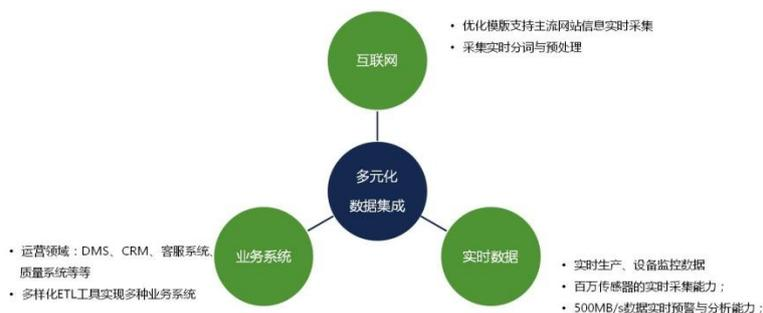 • 优化模版支持主流网站信息实时采集
• 采集实时分词与预处理
互联网
多元化
数据集成
业务系统
实时数据
• 运营领域：DMS、CRM、客服系统、
质量系统等等
• 多样化ETL工具实现多种业务系统
• 实时生产、设备监控数据
• 百万传感器的实时采集能力；
• 500MB/s数据实时预警与分析能力；